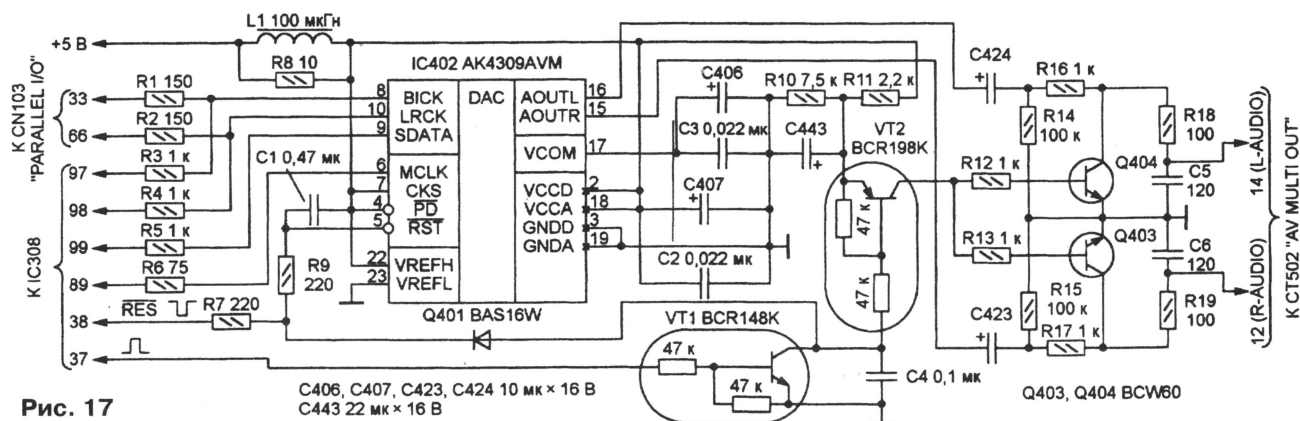 L1 100 мкГн
+5 В
R8 10
IC402 AK4309AVM
К CN103
"PARALLEL I/O"
33
R1 150
66
R2 150
97
R3 1 к
98
R4 1 к
99
R5 1 к
89
R6 75
38
RES
R7 220
37
К IC308
C1 0,47 мк
R9
220
8
10
9
6
7
4
5
22
23
BICK
LRCK
SDATA
MCLK
CKS
PD
RST
VREFH
VREFL
DAC
AOUTL
AOUTR
VCOM
VCCD
VCCA
GNDD
GNDA
16
15
17
2
18
3
19
Q401 BAS16W
C406
C3 0,022 мк
C407
C2 0,022 мк
R10 7,5 к
R11 2,2 к
C443
VT2
BCR198K
47 к
47 к
VT1 BCR148K
47 к
47 к
C4 0,1 мк
C424
R16 1 к
R14
100 к
R12 1 к
Q404
R13 1 к
Q403
R15
100 к
C423
R17 1 к
R18
100
C5
120
C6
120
R19
100
14 (L-AUDIO)
12 (R-AUDIO)
К CT502 "AV MULTI OUT"
C406, C407, C423, C424 10 мк × 16 В
C443 22 мк × 16 В
Q403, Q404 BCW60
Рис. 17